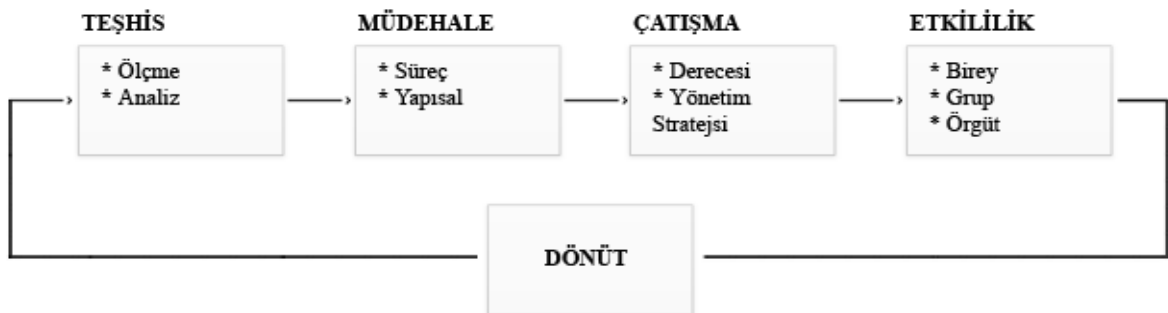 TEŞHİS
* Ölçme
* Analiz
MÜDEHALE
* Süreç
* Yapısal
ÇATIŞMA
* Derecesi
* Yönetim
Stratejsi
ETKİLİLİK
* Birey
* Grup
* Örgüt
DÖNÜT